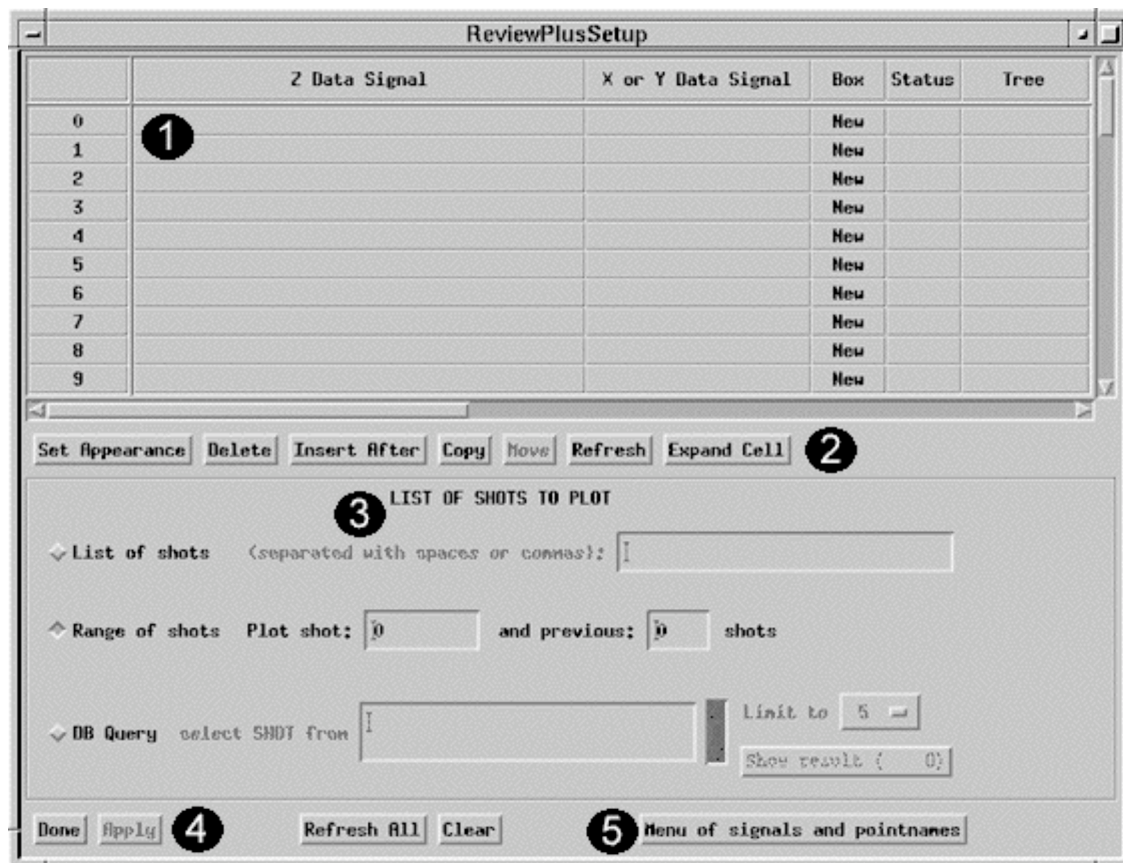 ReviewPlusSetup
Z Data Signal X or Y Data Signal Box Status Tree
0 New
1
1 New
2 New
3 New
4 New
5 New
6 New
7 New
8 New
9 New
Set Appearance Delete Insert After Copy Move Refresh Expand Cell 2
LIST OF SHOTS TO PLOT
3
List of shots (separated with spaces or commas):
Range of shots Plot shot: 0 and previous: 0 shots
DB Query select SHOT from Limit to 5
Show result ( 0)
Done Apply 4 Refresh All Clear 5 Menu of signals and pointnames